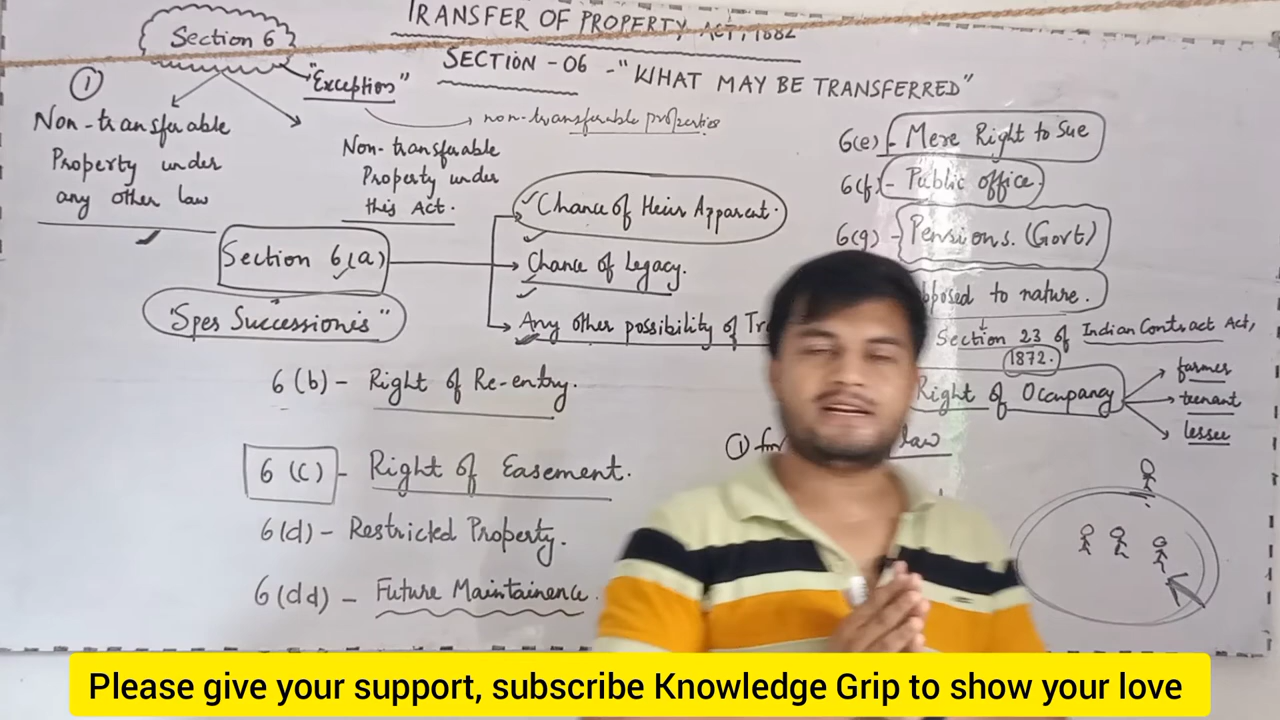 TRANSFER OF PROPERTY ACT, 1882
SECTION - 06 - "WHAT MAY BE TRANSFERRED"
Section 6
"Exception"
non-transferable properties
①
Non-transferable
Property under
any other law
Non-transferable
Property under
this Act.
Section 6(a)
"Spes Successionis"
Chance of Heir Apparent.
Chance of Legacy.
Any other possibility of
6(b) - Right of Re-entry.
6(c) - Right of Easement.
6(d) - Restricted Property.
6(dd) - Future Maintainence.
6(e) - Mere Right to Sue
6(f) - Public office.
6(g) - Pensions. (Govt)
opposed to nature.
Section 23 of Indian Contract Act,
1872.
Right of Occupancy
farmer
tenant
lessee
①
law
Please give your support, subscribe Knowledge Grip to show your love